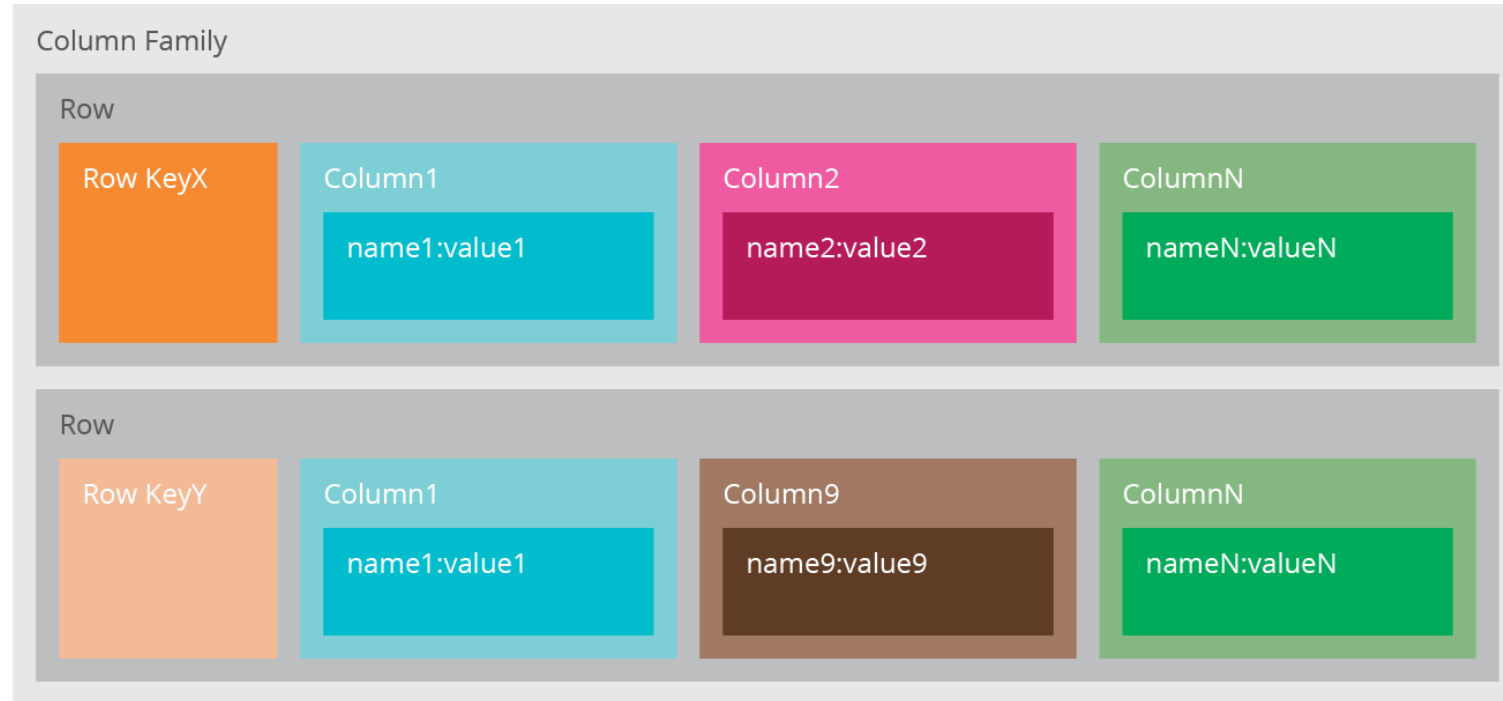 Column Family
Row
Row KeyX
Column1
name1:value1
Column2
name2:value2
ColumnN
nameN:valueN
Row
Row KeyY
Column1
name1:value1
Column9
name9:value9
ColumnN
nameN:valueN